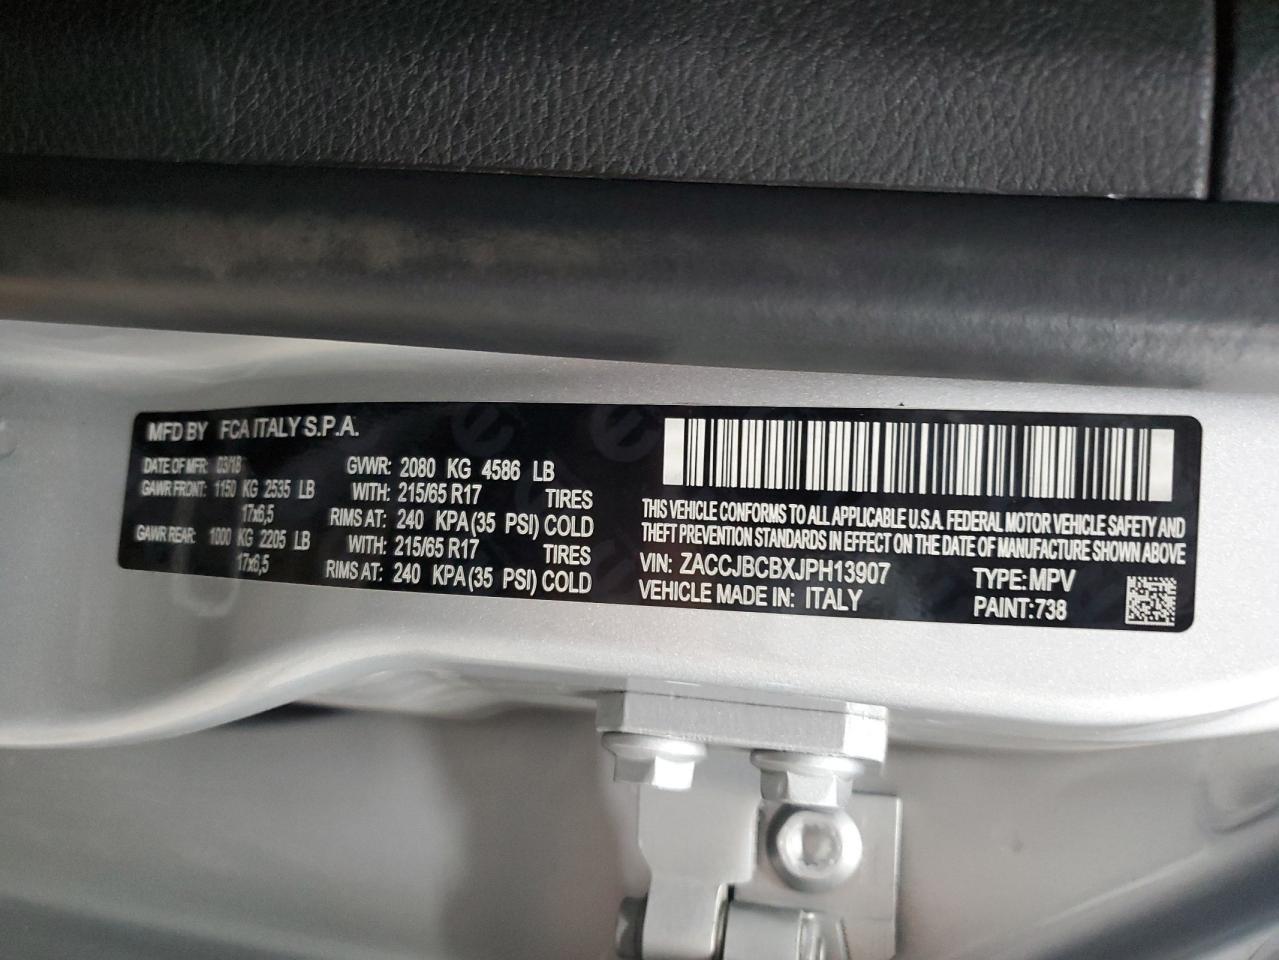 MFD BY FCA ITALY S.P.A.
DATE OF MFR: 03/18 GVWR: 2080 KG 4586 LB
GAWR FRONT: 1150 KG 2535 LB WITH: 215/65 R17 TIRES
17x6,5 RIMS AT: 240 KPA (35 PSI) COLD
GAWR REAR: 1000 KG 2205 LB WITH: 215/65 R17 TIRES
17x6,5 RIMS AT: 240 KPA (35 PSI) COLD
THIS VEHICLE CONFORMS TO ALL APPLICABLE U.S.A. FEDERAL MOTOR VEHICLE SAFETY AND
THEFT PREVENTION STANDARDS IN EFFECT ON THE DATE OF MANUFACTURE SHOWN ABOVE
VIN: ZACCJBCBXJPH13907 TYPE: MPV
VEHICLE MADE IN: ITALY PAINT:738